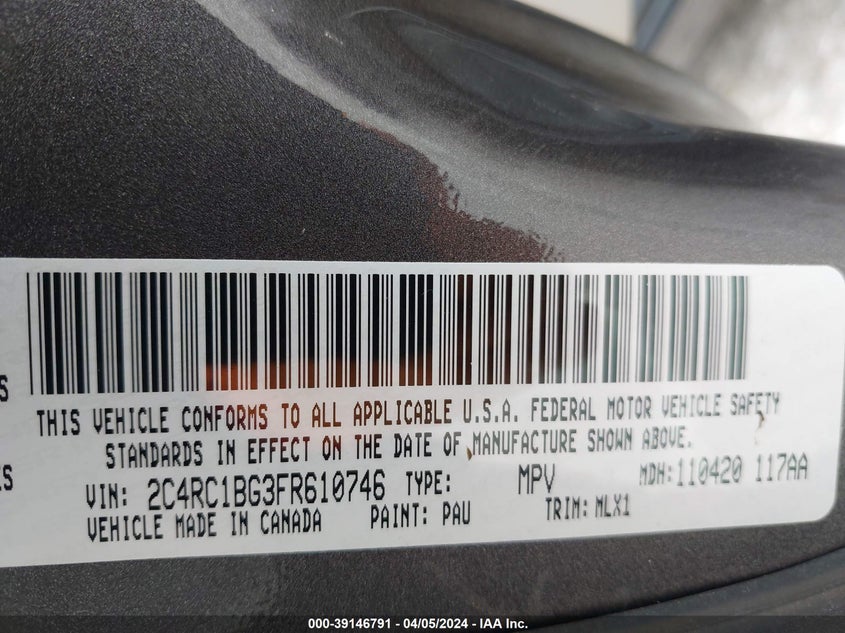 THIS VEHICLE CONFORMS TO ALL APPLICABLE U.S.A. FEDERAL MOTOR VEHICLE SAFETY
STANDARDS IN EFFECT ON THE DATE OF MANUFACTURE SHOWN ABOVE.
VIN: 2C4RC1BG3FR610746 TYPE: MPV MDH:110420 117AA
VEHICLE MADE IN CANADA PAINT: PAU TRIM: MLX1
000-39146791 - 04/05/2024 - IAA Inc.